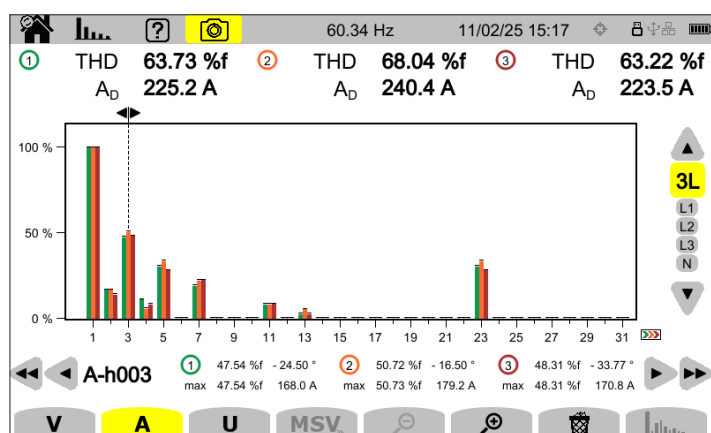 60.34 Hz 11/02/25 15:17
1 THD 63.73 %f 2 THD 68.04 %f 3 THD 63.22 %f
AD 225.2 A AD 240.4 A AD 223.5 A
100 %
50 %
0 %
3L
L1
L2
L3
N
1 3 5 7 9 11 13 15 17 19 21 23 25 27 29 31
A-h003
1 47.54 %f - 24.50 ° 2 50.72 %f - 16.50 ° 3 48.31 %f - 33.77 °
max 47.54 %f 168.0 A max 50.73 %f 179.2 A max 48.31 %f 170.8 A
V A U MSV